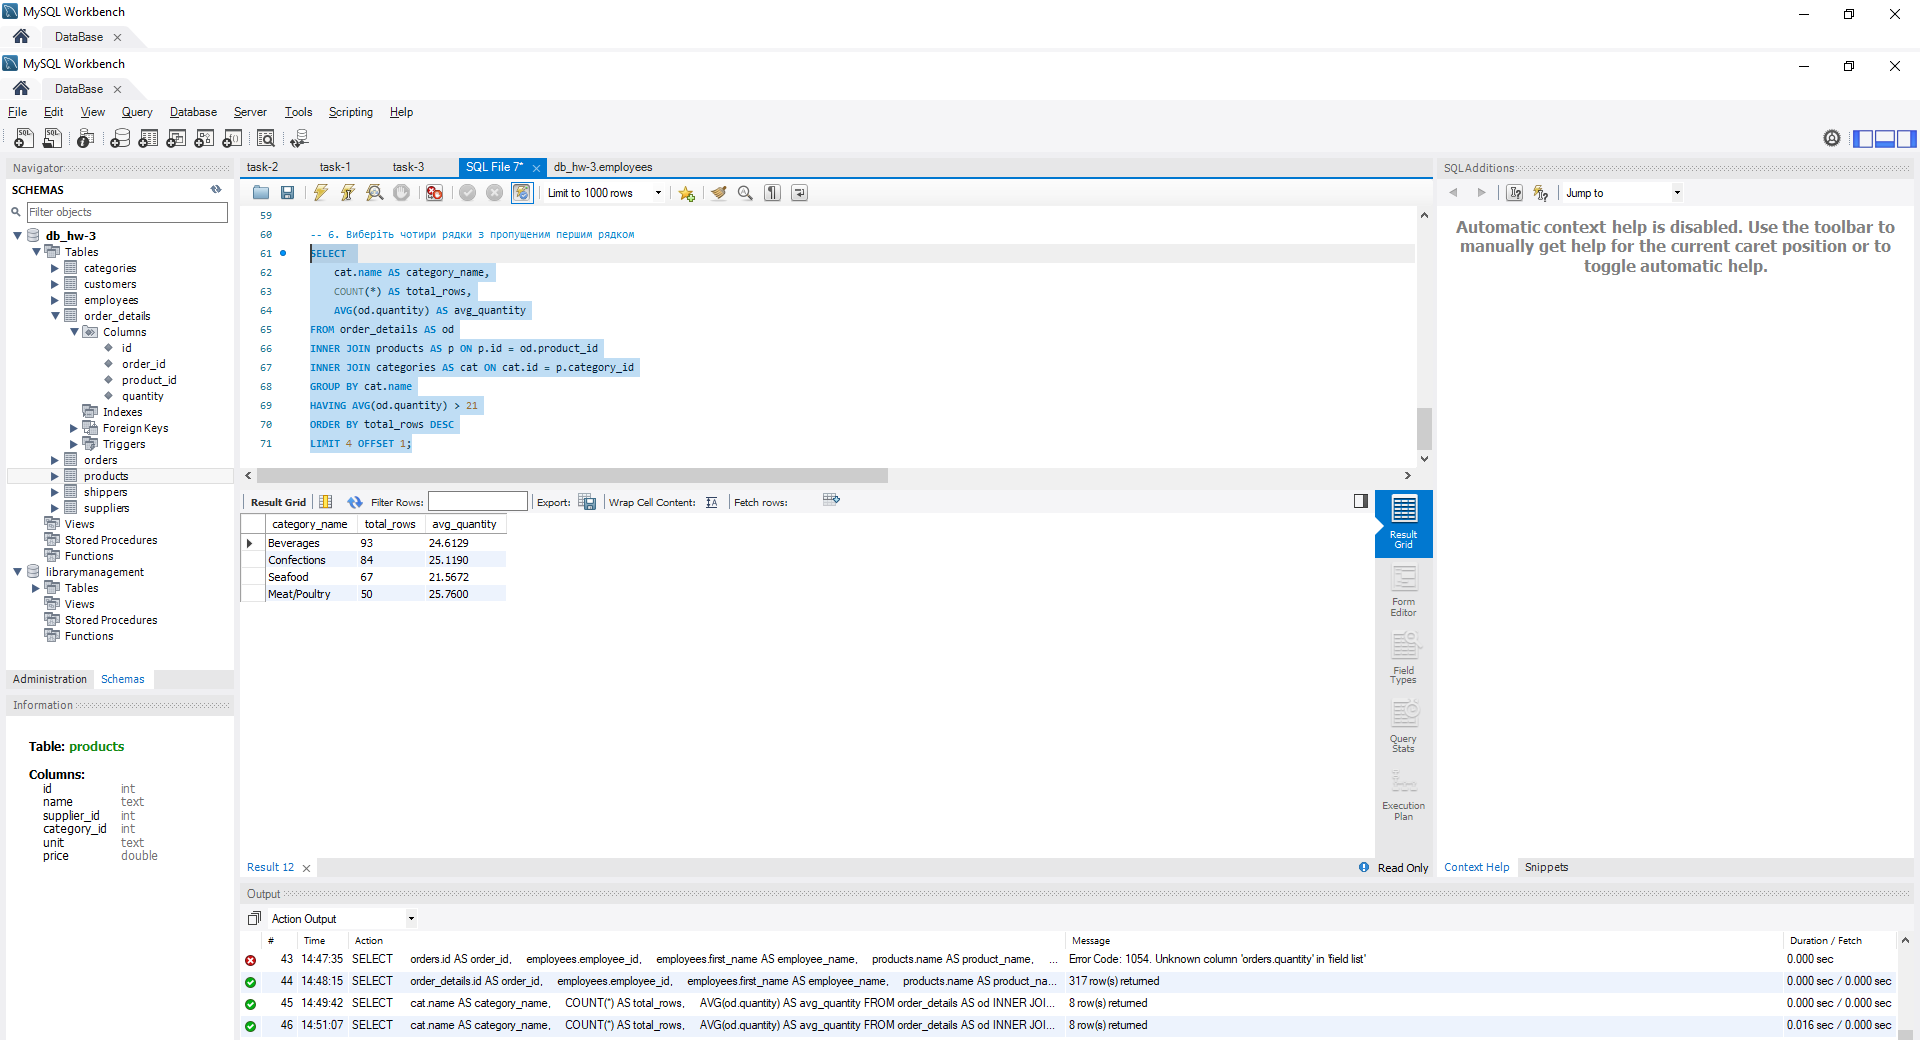 MySQL Workbench
DataBase
MySQL Workbench
DataBase
File Edit View Query Database Server Tools Scripting Help
Navigator
SCHEMAS
Filter objects
db_hw-3
Tables
categories
customers
employees
order_details
Columns
id
order_id
product_id
quantity
Indexes
Foreign Keys
Triggers
orders
products
shippers
suppliers
Views
Stored Procedures
Functions
librarymanagement
Tables
Views
Stored Procedures
Functions
Administration Schemas
Information
Table: products
Columns:
id int
name text
supplier_id int
category_id int
unit text
price double
task-2 task-1 task-3 SQL File 7* db_hw-3.employees
Limit to 1000 rows
59
60 -- 6. Виберіть чотири рядки з пропущеним першим рядком
61 SELECT
62 cat.name AS category_name,
63 COUNT(*) AS total_rows,
64 AVG(od.quantity) AS avg_quantity
65 FROM order_details AS od
66 INNER JOIN products AS p ON p.id = od.product_id
67 INNER JOIN categories AS cat ON cat.id = p.category_id
68 GROUP BY cat.name
69 HAVING AVG(od.quantity) > 21
70 ORDER BY total_rows DESC
71 LIMIT 4 OFFSET 1;
Result Grid Filter Rows: Export: Wrap Cell Content: Fetch rows:
category_name total_rows avg_quantity
Beverages 93 24.6129
Confections 84 25.1190
Seafood 67 21.5672
Meat/Poultry 50 25.7600
Result Grid
Form Editor
Field Types
Query Stats
Execution Plan
Result 12
Read Only
SQLAdditions
Jump to
Automatic context help is disabled. Use the toolbar to
manually get help for the current caret position or to
toggle automatic help.
Context Help Snippets
Output
Action Output
# Time Action Message Duration / Fetch
43 14:47:35 SELECT orders.id AS order_id, employees.employee_id, employees.first_name AS employee_name, products.name AS product_name, ... Error Code: 1054. Unknown column 'orders.quantity' in 'field list' 0.000 sec
44 14:48:15 SELECT order_details.id AS order_id, employees.employee_id, employees.first_name AS employee_name, products.name AS product_na... 317 row(s) returned 0.000 sec / 0.000 sec
45 14:49:42 SELECT cat.name AS category_name, COUNT(*) AS total_rows, AVG(od.quantity) AS avg_quantity FROM order_details AS od INNER JOI... 8 row(s) returned 0.000 sec / 0.000 sec
46 14:51:07 SELECT cat.name AS category_name, COUNT(*) AS total_rows, AVG(od.quantity) AS avg_quantity FROM order_details AS od INNER JOI... 8 row(s) returned 0.016 sec / 0.000 sec